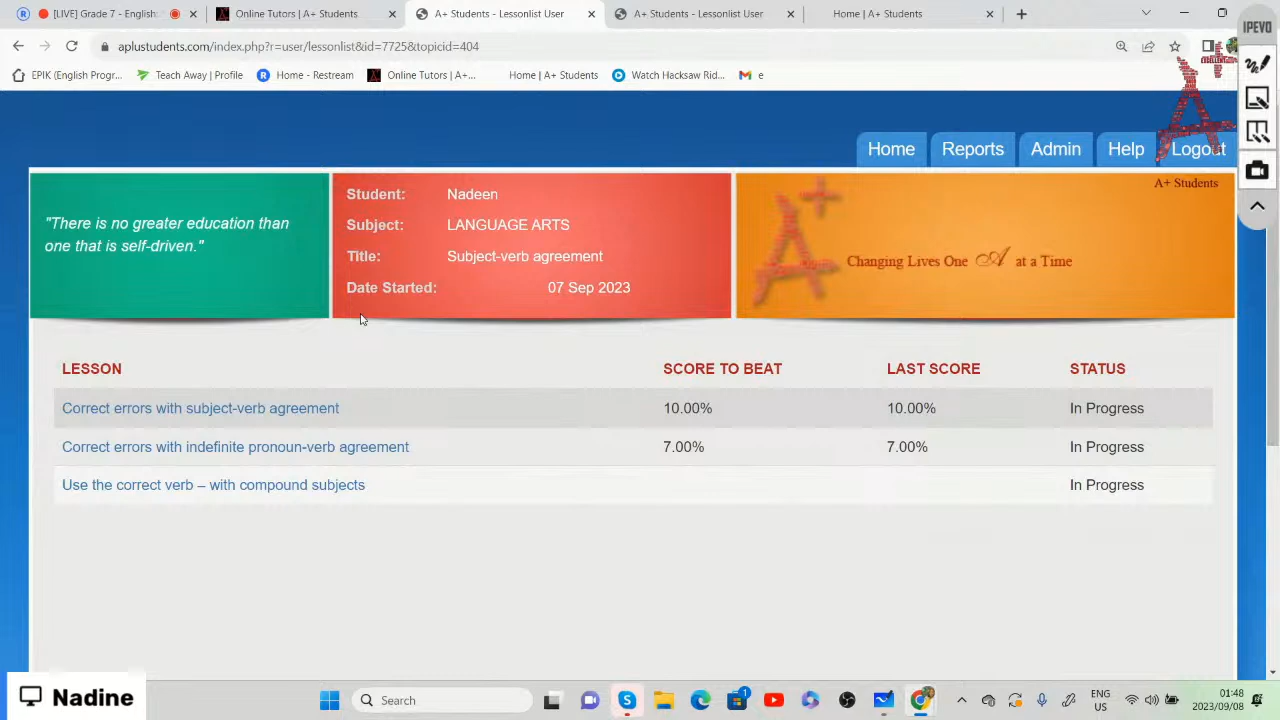 [LIVE] Grade 7 - English
Online Tutors | A+ Students
A+ Students - Lessonlist User
A+ Students - Lessonlist User
Home | A+ Students
aplustudents.com/index.php?r=user/lessonlist&id=7725&topicid=404
EPIK (English Progr...
Teach Away | Profile
Home - Restream
Online Tutors | A+...
Home | A+ Students
Watch Hacksaw Rid...
e
IPEVO
Home
Reports
Admin
Help
Logout
"There is no greater education than
one that is self-driven."
Student: Nadeen
Subject: LANGUAGE ARTS
Title: Subject-verb agreement
Date Started: 07 Sep 2023
A+ Students
A+
Changing Lives One A at a Time
LESSON SCORE TO BEAT LAST SCORE STATUS
Correct errors with subject-verb agreement 10.00% 10.00% In Progress
Correct errors with indefinite pronoun-verb agreement 7.00% 7.00% In Progress
Use the correct verb – with compound subjects In Progress
Nadine
Search
ENG
US
01:48
2023/09/08